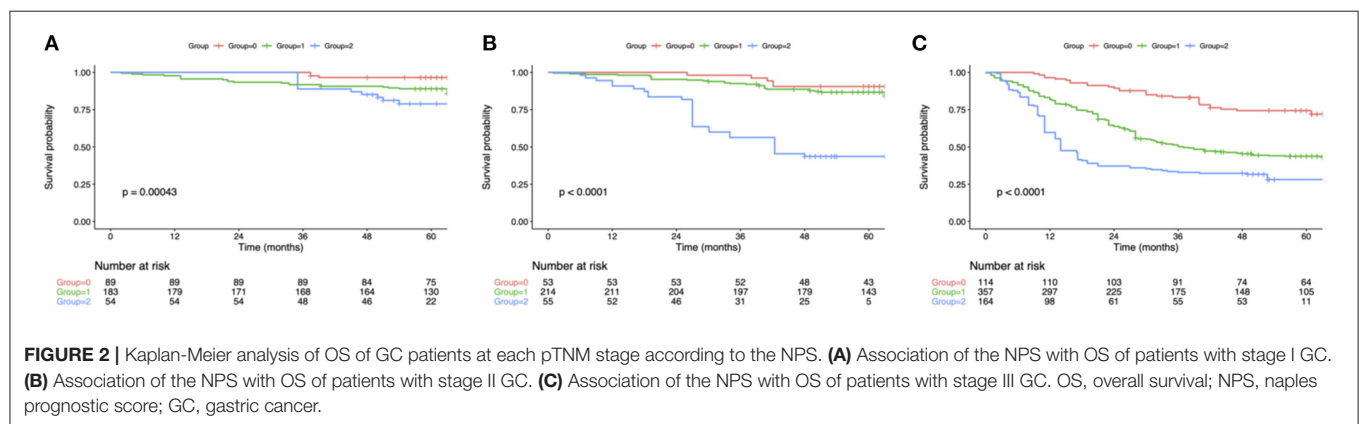 A
Group Group=0 Group=1 Group=2
1.00
0.75
0.50
0.25
0.00
Survival probability
p = 0.00043
0 12 24 36 48 60
Time (months)
Number at risk
Group=0 89 89 89 89 84 75
Group=1 183 179 171 168 164 130
Group=2 54 54 54 48 46 22
B
Group Group=0 Group=1 Group=2
1.00
0.75
0.50
0.25
0.00
Survival probability
p < 0.0001
0 12 24 36 48 60
Time (months)
Number at risk
Group=0 53 53 53 52 48 43
Group=1 214 211 204 197 179 143
Group=2 55 52 46 31 25 5
C
Group Group=0 Group=1 Group=2
1.00
0.75
0.50
0.25
0.00
Survival probability
p < 0.0001
0 12 24 36 48 60
Time (months)
Number at risk
Group=0 114 110 103 91 74 64
Group=1 357 297 225 175 148 105
Group=2 164 98 61 55 53 11
FIGURE 2 | Kaplan-Meier analysis of OS of GC patients at each pTNM stage according to the NPS. (A) Association of the NPS with OS of patients with stage I GC.
(B) Association of the NPS with OS of patients with stage II GC. (C) Association of the NPS with OS of patients with stage III GC. OS, overall survival; NPS, naples
prognostic score; GC, gastric cancer.